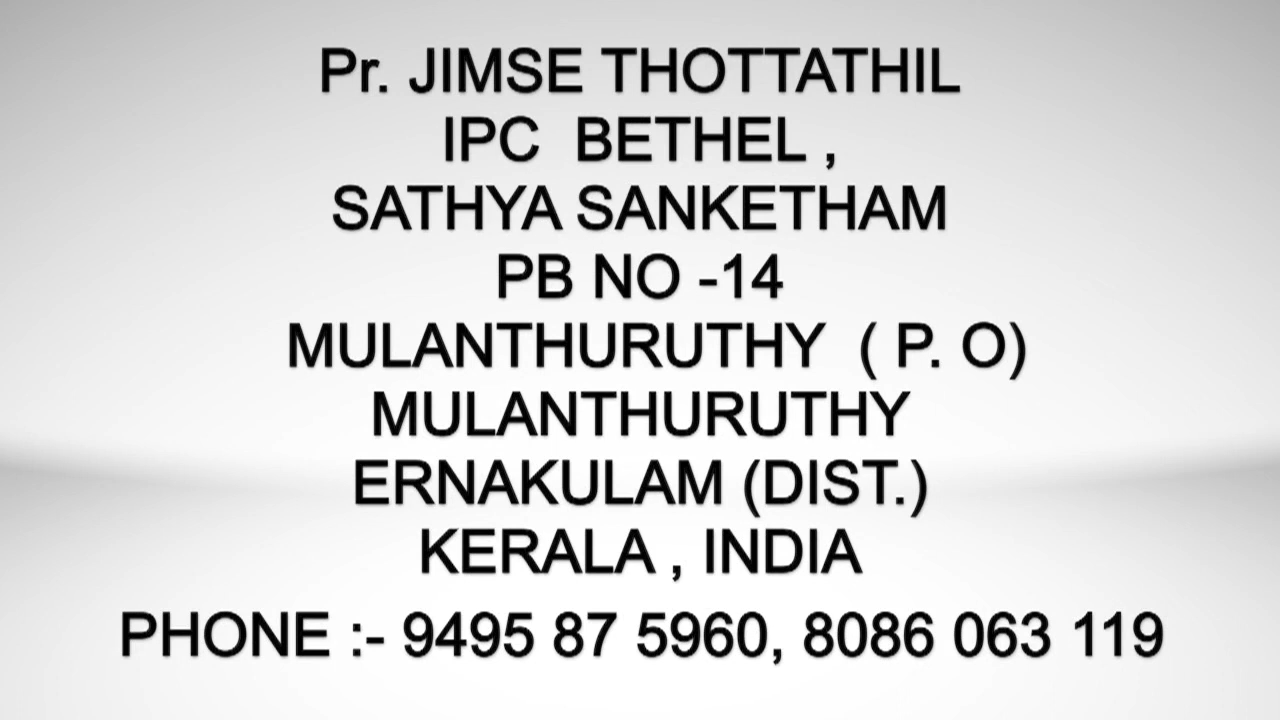 Pr. JIMSE THOTTATHIL
IPC  BETHEL ,
SATHYA SANKETHAM
PB NO -14
MULANTHURUTHY  ( P. O)
MULANTHURUTHY
ERNAKULAM (DIST.)
KERALA , INDIA
PHONE :- 9495 87 5960, 8086 063 119